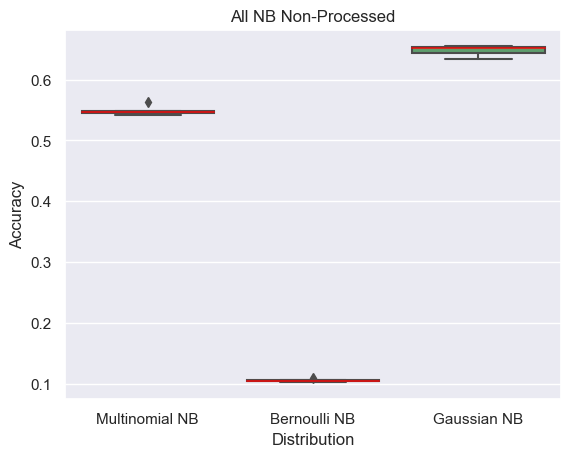 All NB Non-Processed
Accuracy
0.6
0.5
0.4
0.3
0.2
0.1
Multinomial NB
Bernoulli NB
Gaussian NB
Distribution